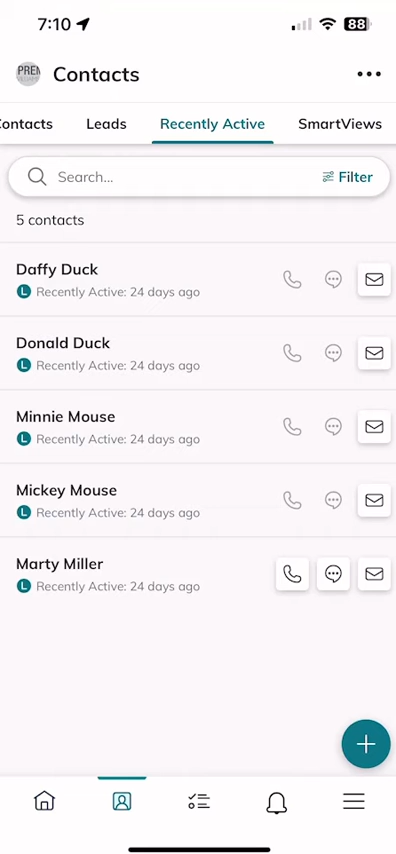 7:10
88
PREM
Contacts
Contacts
Leads
Recently Active
SmartViews
Search...
Filter
5 contacts
Daffy Duck
L Recently Active: 24 days ago
Donald Duck
L Recently Active: 24 days ago
Minnie Mouse
L Recently Active: 24 days ago
Mickey Mouse
L Recently Active: 24 days ago
Marty Miller
L Recently Active: 24 days ago